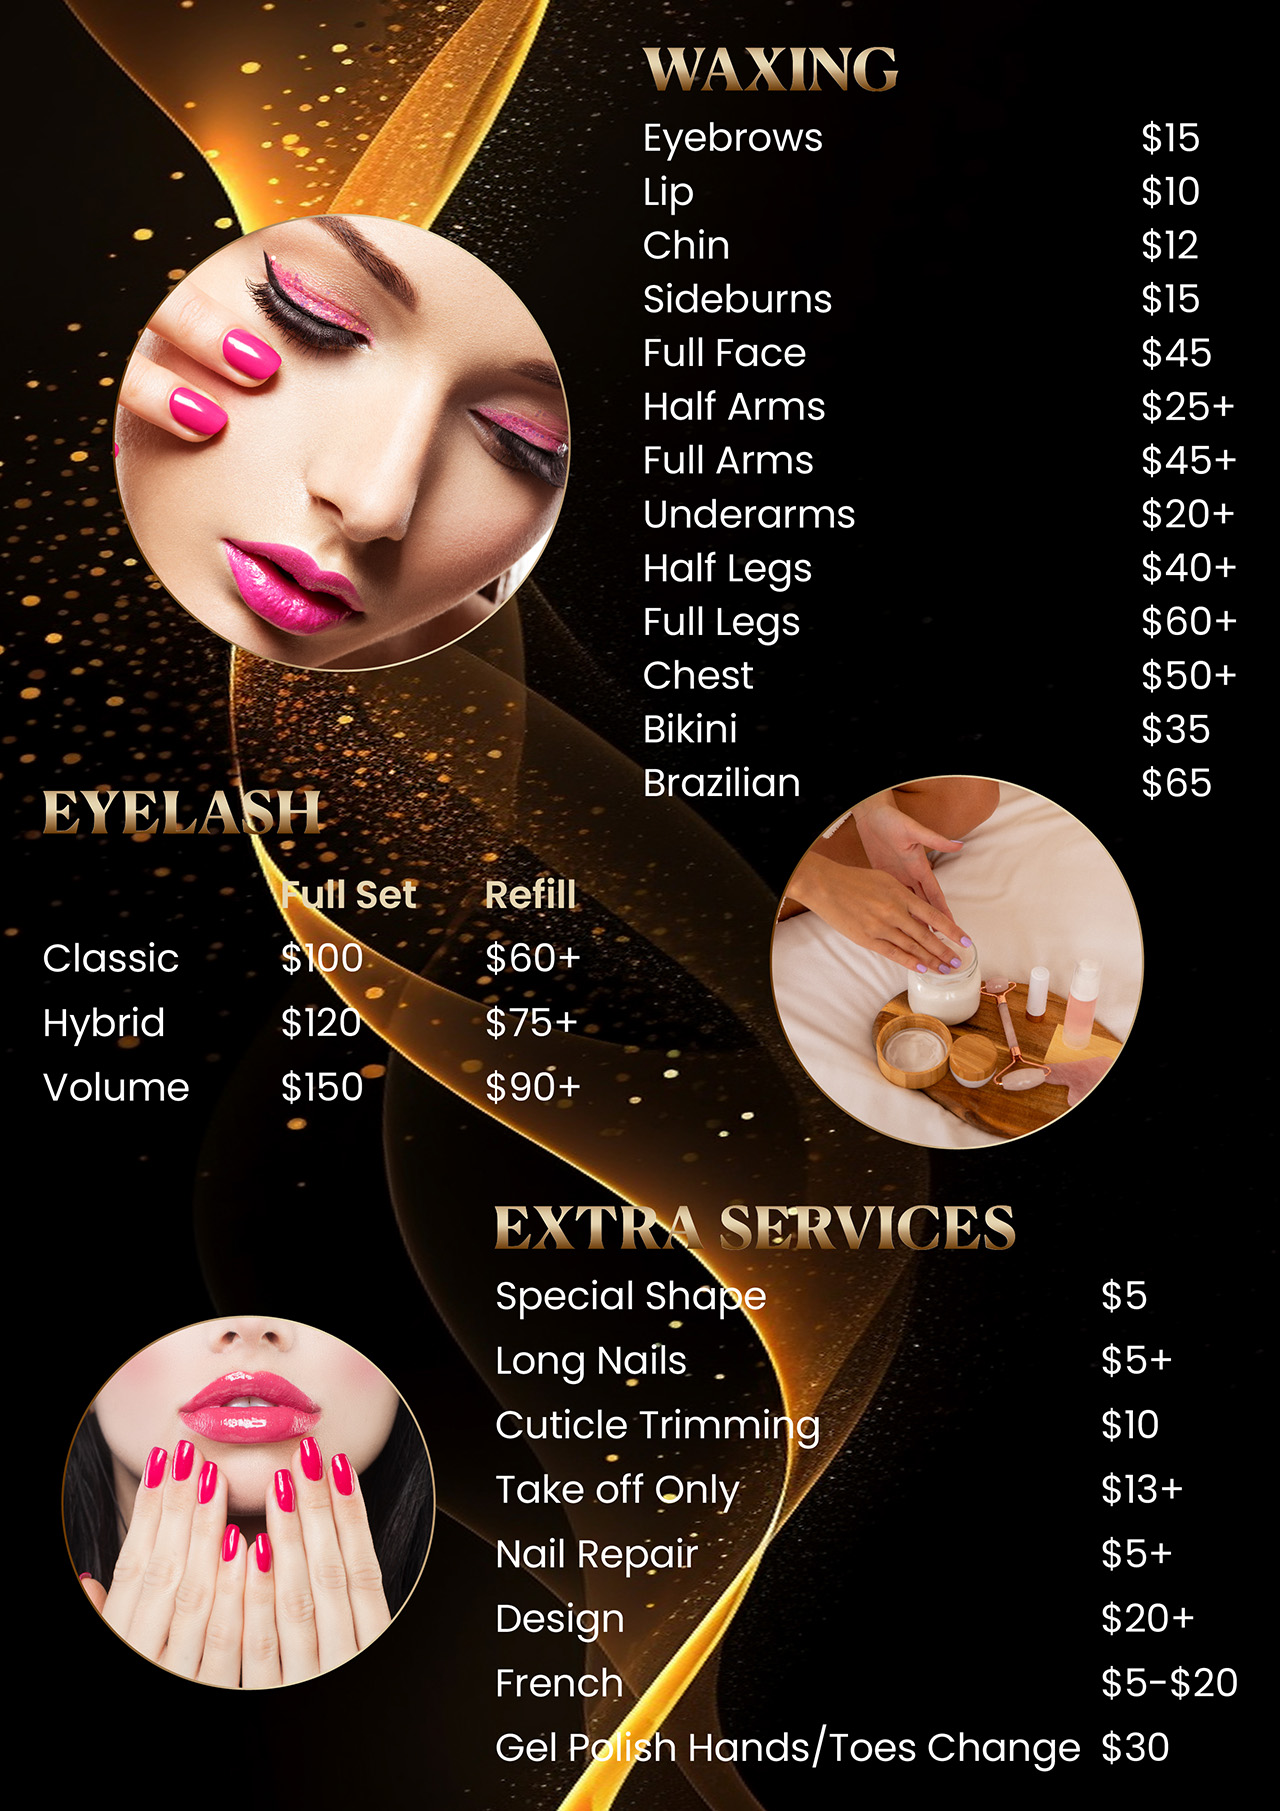 WAXING
Eyebrows $15
Lip $10
Chin $12
Sideburns $15
Full Face $45
Half Arms $25+
Full Arms $45+
Underarms $20+
Half Legs $40+
Full Legs $60+
Chest $50+
Bikini $35
Brazilian $65
EYELASH
Full Set Refill
Classic $100 $60+
Hybrid $120 $75+
Volume $150 $90+
EXTRA SERVICES
Special Shape $5
Long Nails $5+
Cuticle Trimming $10
Take off Only $13+
Nail Repair $5+
Design $20+
French $5-$20
Gel Polish Hands/Toes Change $30